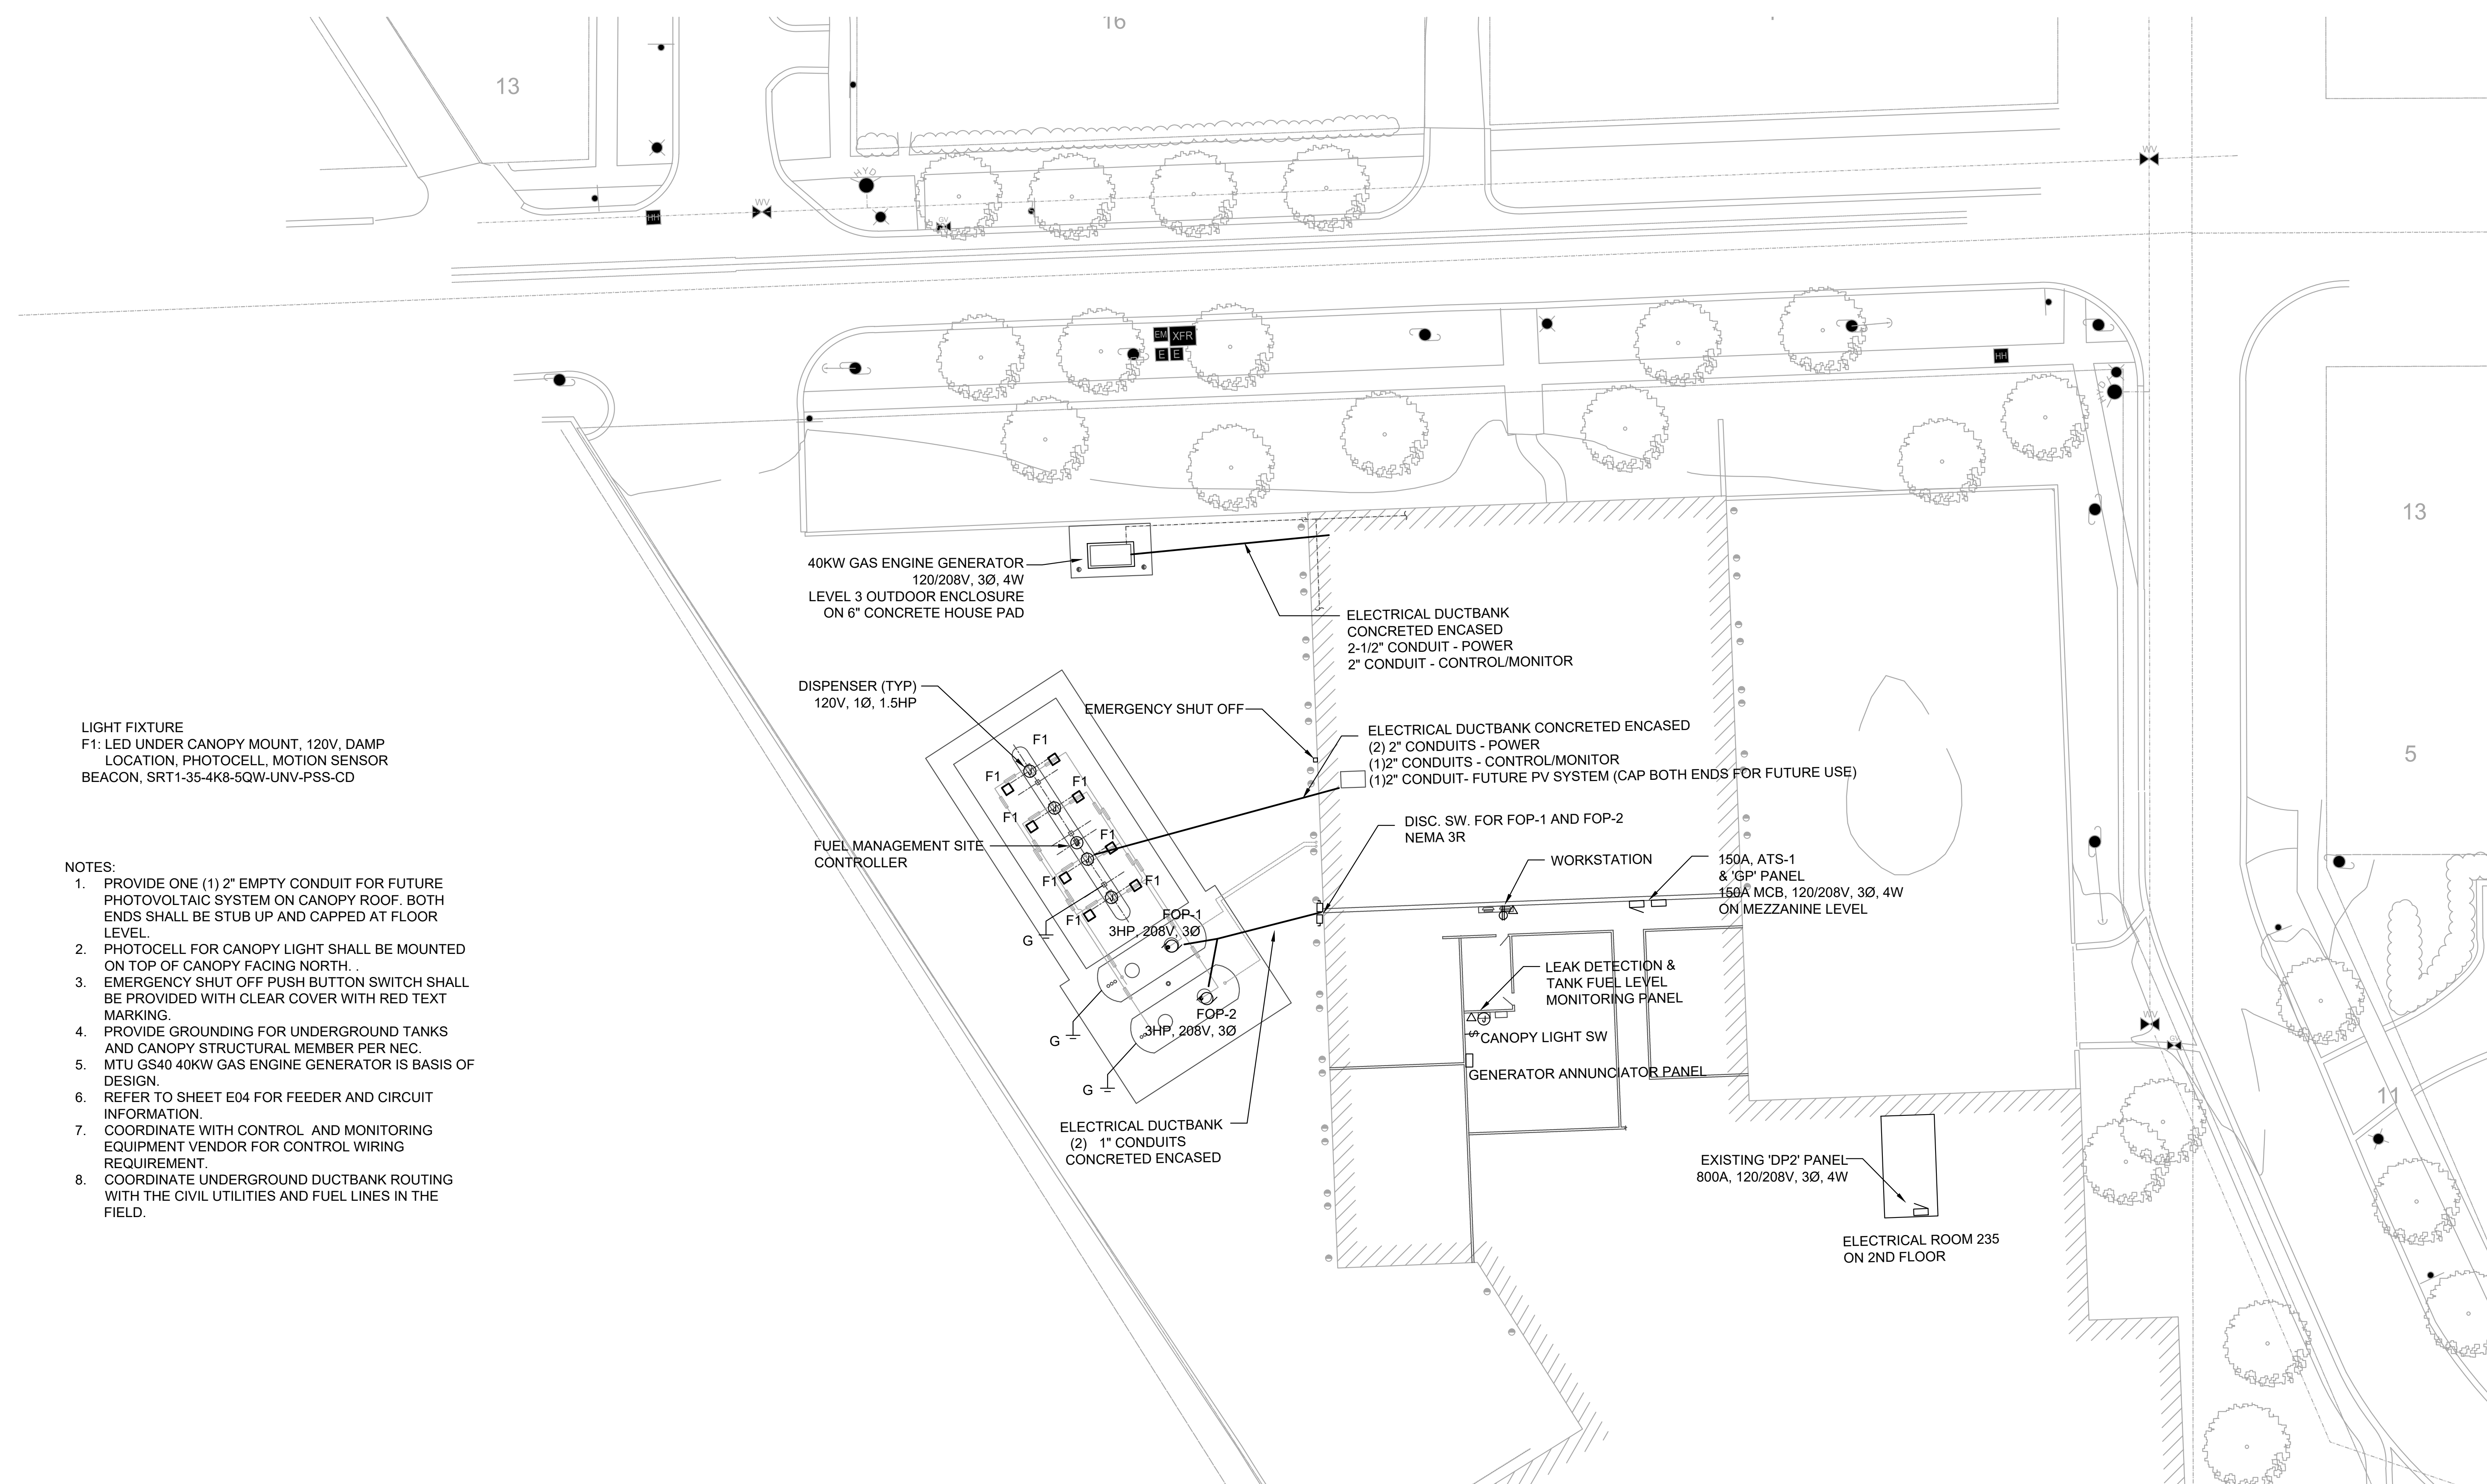 16
13
WV
HYD
WV
GV
HH
EM
XFR
E
E
HH
HYD
13
40KW GAS ENGINE GENERATOR
120/208V, 3Ø, 4W
LEVEL 3 OUTDOOR ENCLOSURE
ON 6" CONCRETE HOUSE PAD
ELECTRICAL DUCTBANK
CONCRETED ENCASED
2-1/2" CONDUIT - POWER
2" CONDUIT - CONTROL/MONITOR
DISPENSER (TYP)
120V, 1Ø, 1.5HP
EMERGENCY SHUT OFF
ELECTRICAL DUCTBANK CONCRETED ENCASED
(2) 2" CONDUITS - POWER
(1)2" CONDUITS - CONTROL/MONITOR
(1)2" CONDUIT- FUTURE PV SYSTEM (CAP BOTH ENDS FOR FUTURE USE)
5
LIGHT FIXTURE
F1: LED UNDER CANOPY MOUNT, 120V, DAMP
LOCATION, PHOTOCELL, MOTION SENSOR
BEACON, SRT1-35-4K8-5QW-UNV-PSS-CD
F1
F1
F1
F1
F1
F1
F1
F1
FUEL MANAGEMENT SITE
CONTROLLER
DISC. SW. FOR FOP-1 AND FOP-2
NEMA 3R
WORKSTATION
150A, ATS-1
& 'GP' PANEL
150A MCB, 120/208V, 3Ø, 4W
ON MEZZANINE LEVEL
NOTES:
1. PROVIDE ONE (1) 2" EMPTY CONDUIT FOR FUTURE
PHOTOVOLTAIC SYSTEM ON CANOPY ROOF. BOTH
ENDS SHALL BE STUB UP AND CAPPED AT FLOOR
LEVEL.
2. PHOTOCELL FOR CANOPY LIGHT SHALL BE MOUNTED
ON TOP OF CANOPY FACING NORTH. .
3. EMERGENCY SHUT OFF PUSH BUTTON SWITCH SHALL
BE PROVIDED WITH CLEAR COVER WITH RED TEXT
MARKING.
4. PROVIDE GROUNDING FOR UNDERGROUND TANKS
AND CANOPY STRUCTURAL MEMBER PER NEC.
5. MTU GS40 40KW GAS ENGINE GENERATOR IS BASIS OF
DESIGN.
6. REFER TO SHEET E04 FOR FEEDER AND CIRCUIT
INFORMATION.
7. COORDINATE WITH CONTROL AND MONITORING
EQUIPMENT VENDOR FOR CONTROL WIRING
REQUIREMENT.
8. COORDINATE UNDERGROUND DUCTBANK ROUTING
WITH THE CIVIL UTILITIES AND FUEL LINES IN THE
FIELD.
FOP-1
3HP, 208V, 3Ø
G
FOP-2
3HP, 208V, 3Ø
G
G
LEAK DETECTION &
TANK FUEL LEVEL
MONITORING PANEL
J
$
CANOPY LIGHT SW
GENERATOR ANNUNCIATOR PANEL
WV
GV
11
ELECTRICAL DUCTBANK
(2) 1" CONDUITS
CONCRETED ENCASED
EXISTING 'DP2' PANEL
800A, 120/208V, 3Ø, 4W
ELECTRICAL ROOM 235
ON 2ND FLOOR